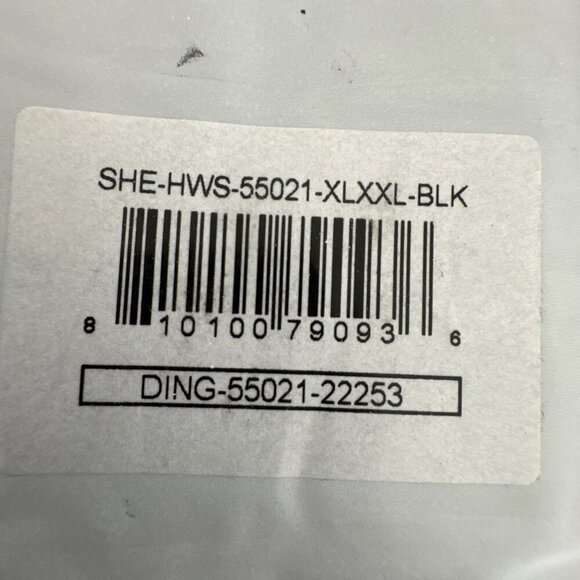 SHE-HWS-55021-XLXXL-BLK
8 10100 79093 6
DING-55021-22253